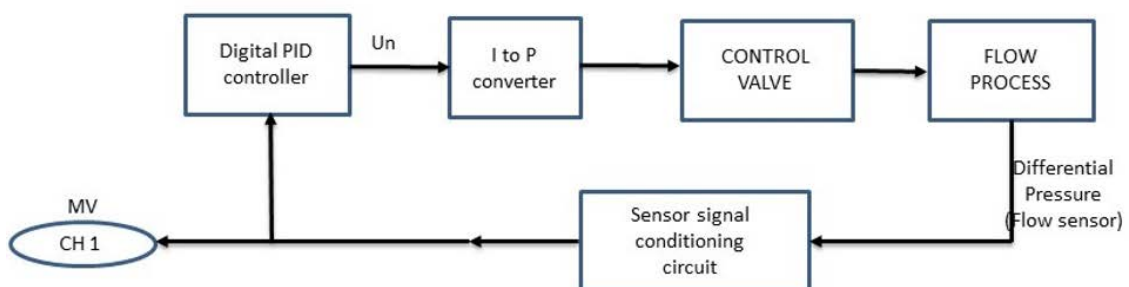 Digital PID
controller
Un
I to P
converter
CONTROL
VALVE
FLOW
PROCESS
Differential
Pressure
(Flow sensor)
Sensor signal
conditioning
circuit
MV
CH 1